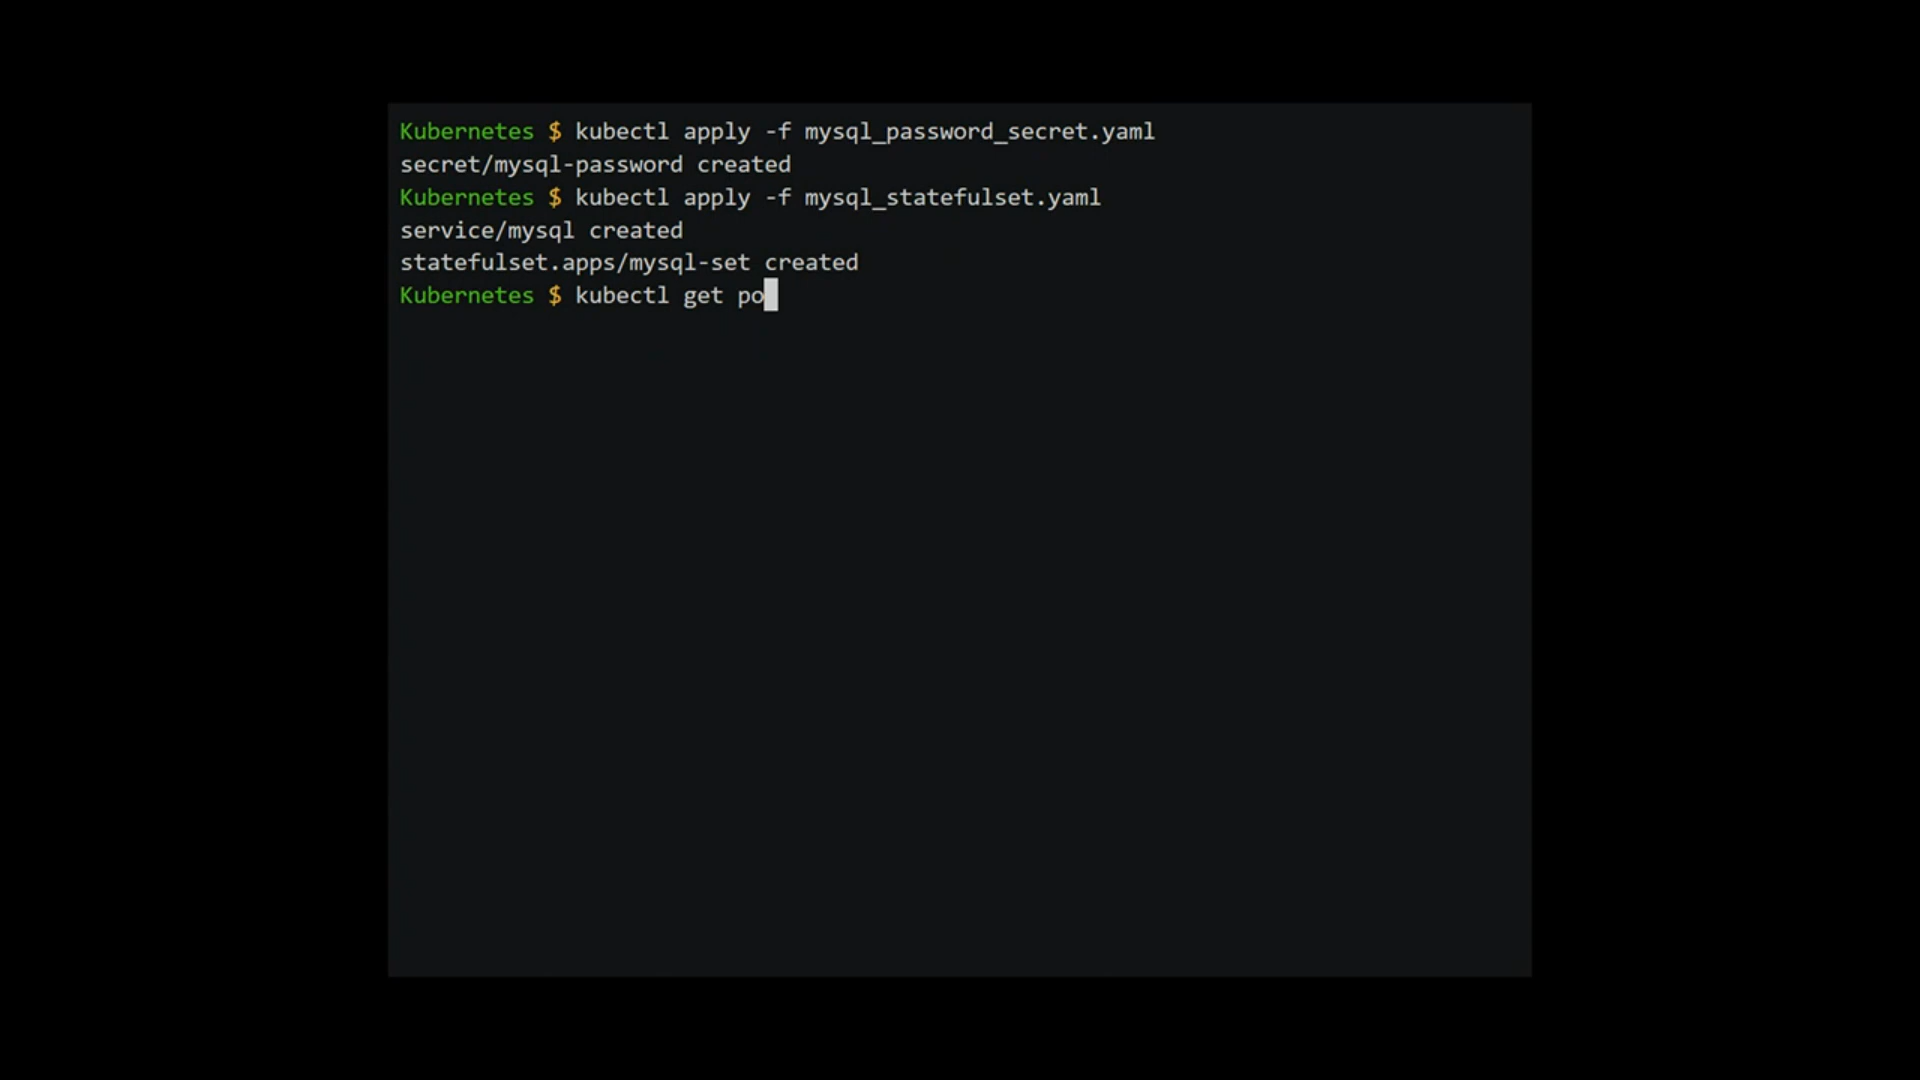 Kubernetes $ kubectl apply -f mysql_password_secret.yaml
secret/mysql-password created
Kubernetes $ kubectl apply -f mysql_statefulset.yaml
service/mysql created
statefulset.apps/mysql-set created
Kubernetes $ kubectl get po